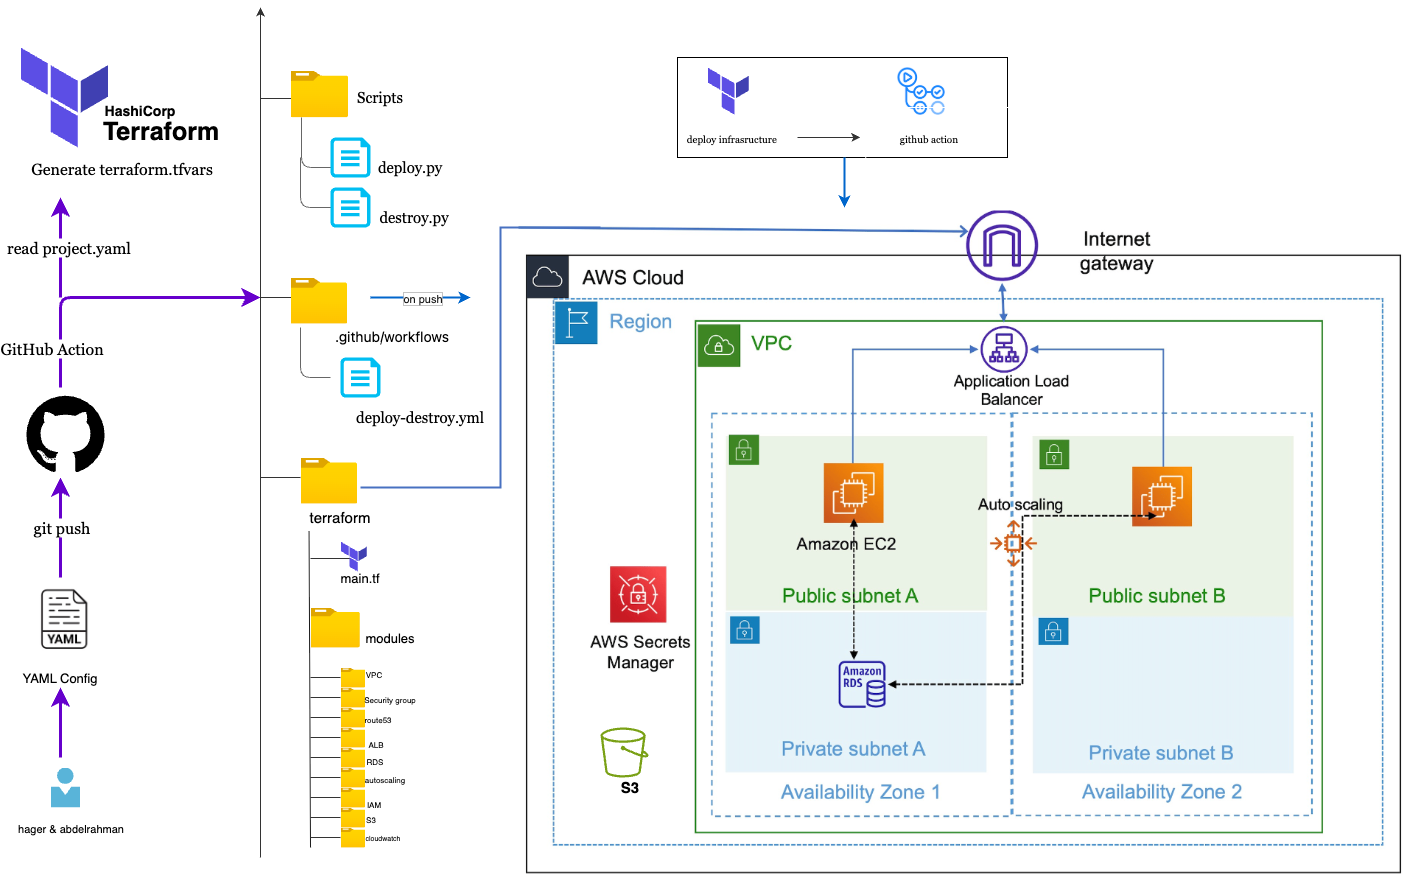 HashiCorp
Terraform
Generate terraform.tfvars
read project.yaml
GitHub Action
git push
YAML
YAML Config
hager & abdelrahman
Scripts
deploy.py
destroy.py
on push
.github/workflows
deploy-destroy.yml
terraform
main.tf
modules
VPC
Security group
route53
ALB
RDS
autoscaling
IAM
S3
cloudwatch
deploy infrasructure
github action
Internet
gateway
AWS Cloud
Region
VPC
Application Load
Balancer
Auto scaling
Amazon EC2
Public subnet A
Public subnet B
AWS Secrets
Manager
Amazon
RDS
S3
Private subnet A
Private subnet B
Availability Zone 1
Availability Zone 2